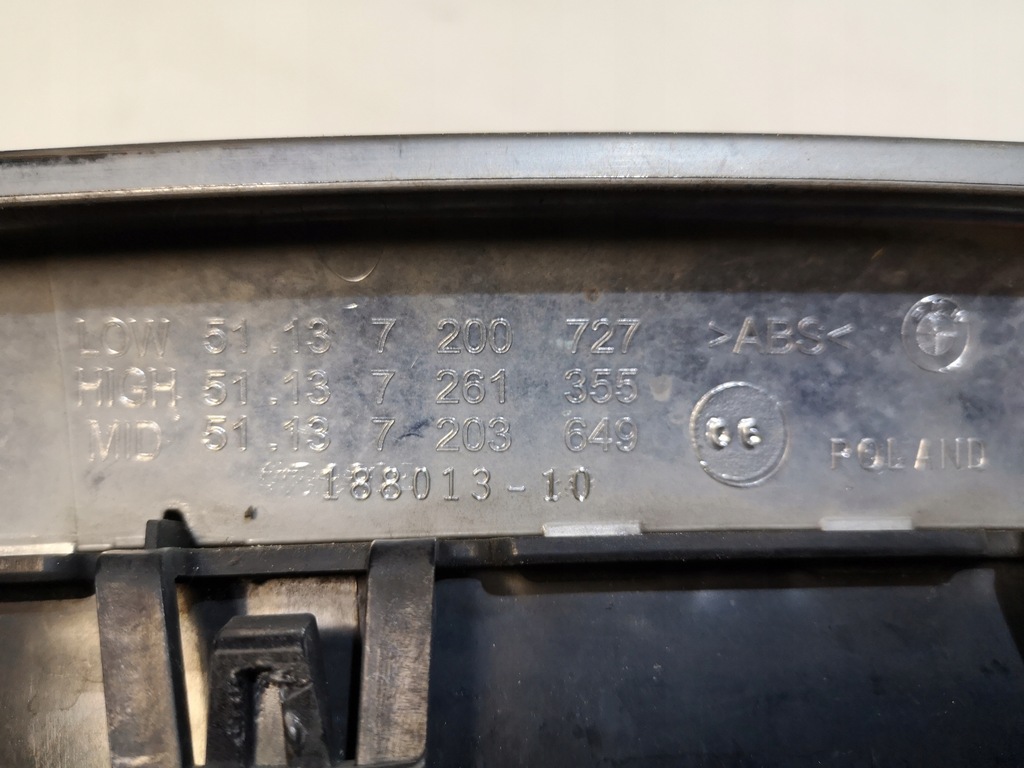 LOW 51.13 7 200 727 >ABS<
HIGH 51.13 7 261 355
MID 51.13 7 203 649
POLAND
188013-10